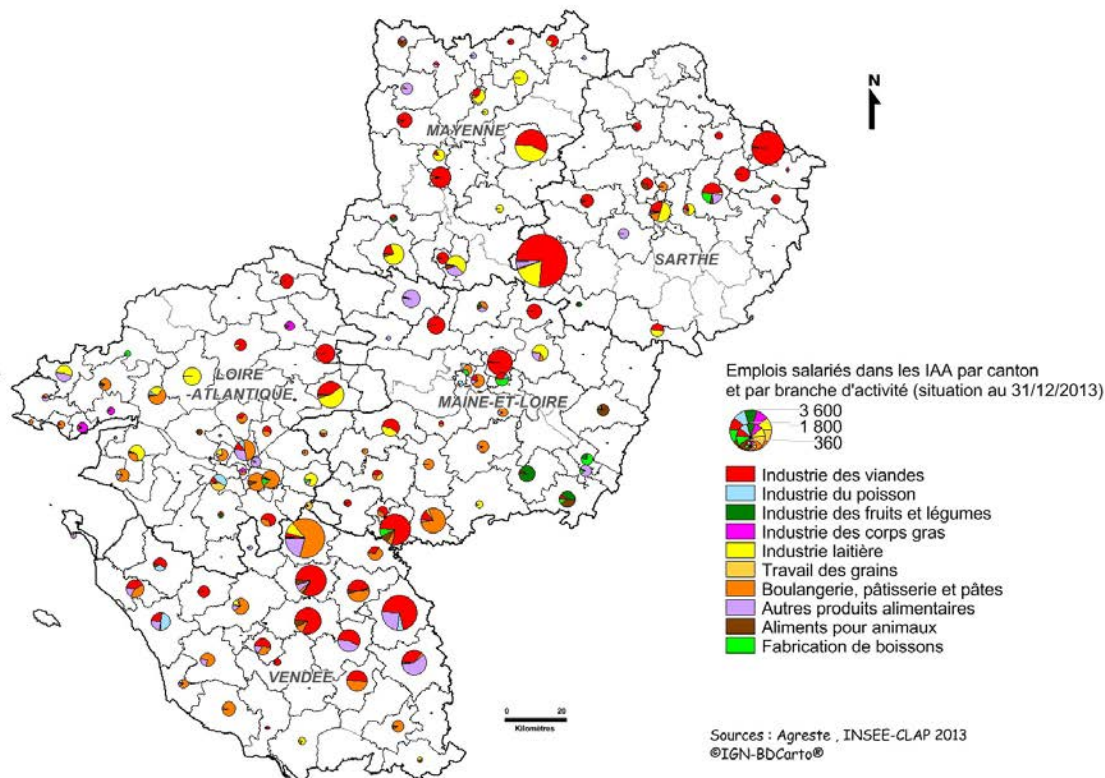 N
MAYENNE
SARTHE
LOIRE
ATLANTIQUE
MAINE-ET-LOIRE
VENDEE
0 20
Kilomètres
Emplois salariés dans les IAA par canton
et par branche d'activité (situation au 31/12/2013)
3 600
1 800
360
Industrie des viandes
Industrie du poisson
Industrie des fruits et légumes
Industrie des corps gras
Industrie laitière
Travail des grains
Boulangerie, pâtisserie et pâtes
Autres produits alimentaires
Aliments pour animaux
Fabrication de boissons
Sources : Agreste , INSEE-CLAP 2013
©IGN-BDCarto®